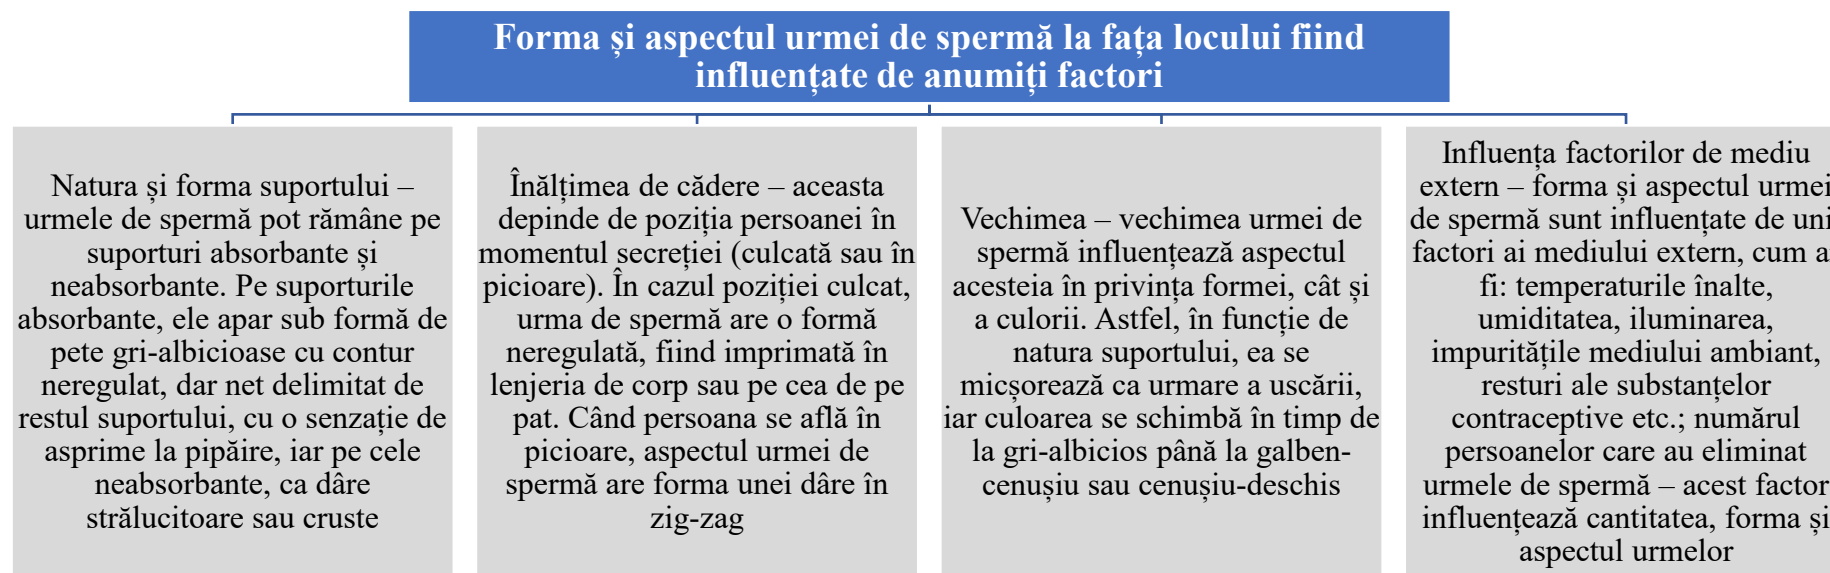 Forma și aspectul urmei de spermă la fața locului fiind
influențate de anumiți factori
Natura și forma suportului –
urmele de spermă pot rămâne pe
suporturi absorbante și
neabsorbante. Pe suporturile
absorbante, ele apar sub formă de
pete gri-albicioase cu contur
neregulat, dar net delimitat de
restul suportului, cu o senzație de
asprime la pipăire, iar pe cele
neabsorbante, ca dâre
strălucitoare sau cruste
Înălțimea de cădere – aceasta
depinde de poziția persoanei în
momentul secreției (culcată sau în
picioare). În cazul poziției culcat,
urma de spermă are o formă
neregulată, fiind imprimată în
lenjeria de corp sau pe cea de pe
pat. Când persoana se află în
picioare, aspectul urmei de
spermă are forma unei dâre în
zig-zag
Vechimea – vechimea urmei de
spermă influențează aspectul
acesteia în privința formei, cât și
a culorii. Astfel, în funcție de
natura suportului, ea se
micșorează ca urmare a uscării,
iar culoarea se schimbă în timp de
la gri-albicios până la galben-
cenușiu sau cenușiu-deschis
Influența factorilor de mediu
extern – forma și aspectul urmei
de spermă sunt influențate de uni
factori ai mediului extern, cum a
fi: temperaturile înalte,
umiditatea, iluminarea,
impuritățile mediului ambiant,
resturi ale substanțelor
contraceptive etc.; numărul
persoanelor care au eliminat
urmele de spermă – acest factor
influențează cantitatea, forma și
aspectul urmelor